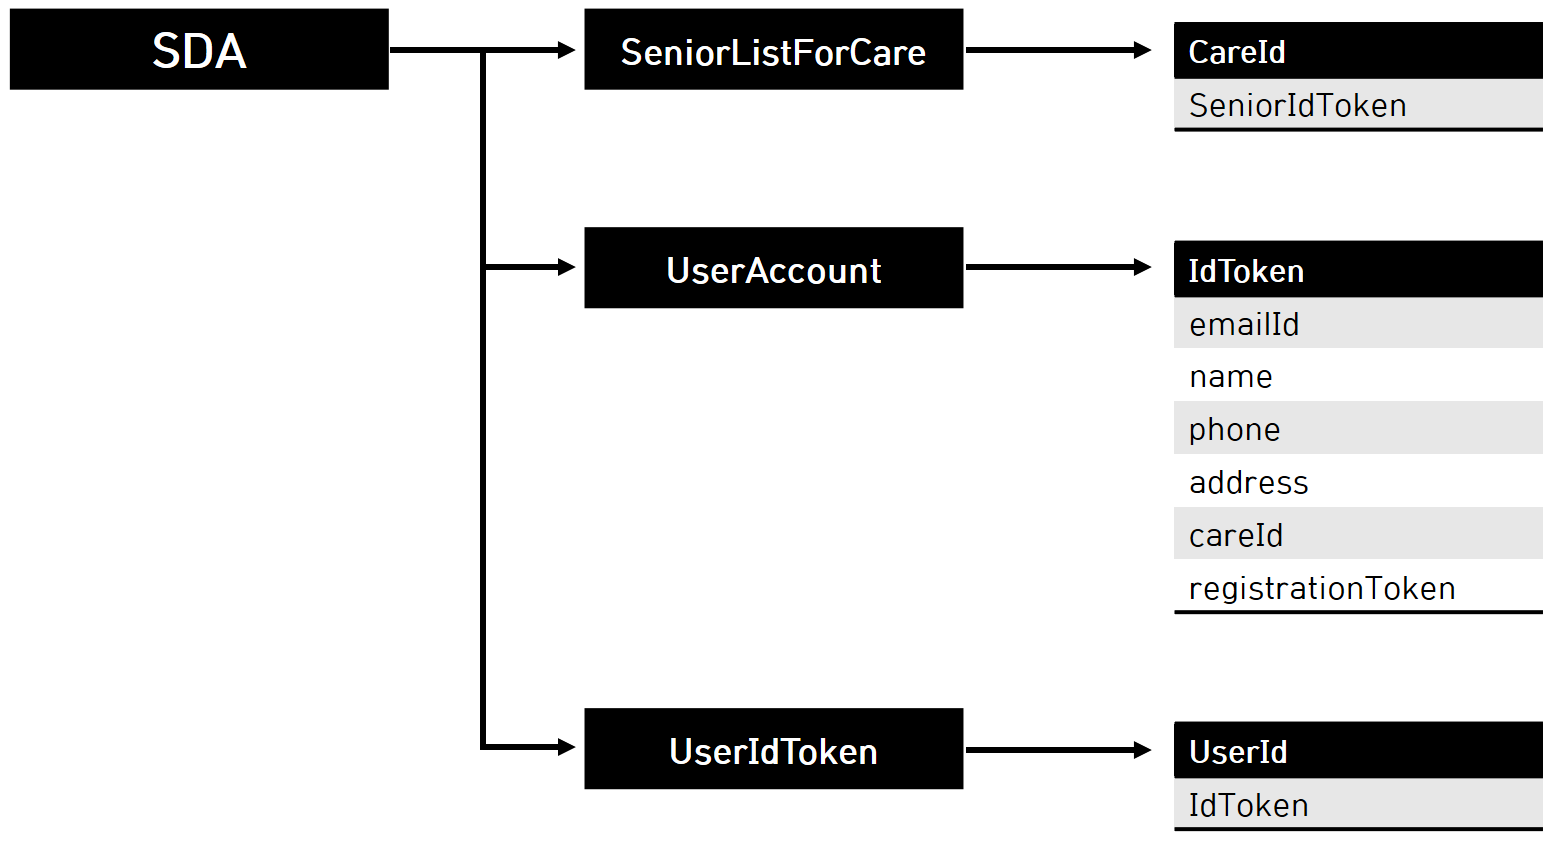 SDA
SeniorListForCare
CareId
SeniorIdToken
UserAccount
IdToken
emailId
name
phone
address
careId
registrationToken
UserIdToken
UserId
IdToken